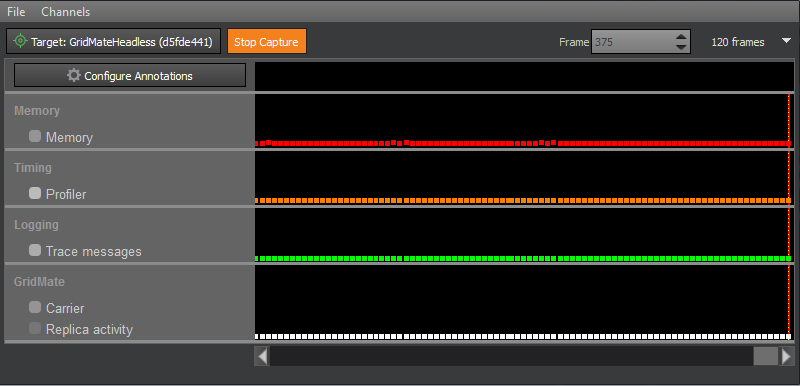 File Channels
Target: GridMateHeadless (d5fde441) Stop Capture Frame 375 120 frames
Configure Annotations
Memory
Memory
Timing
Profiler
Logging
Trace messages
GridMate
Carrier
Replica activity